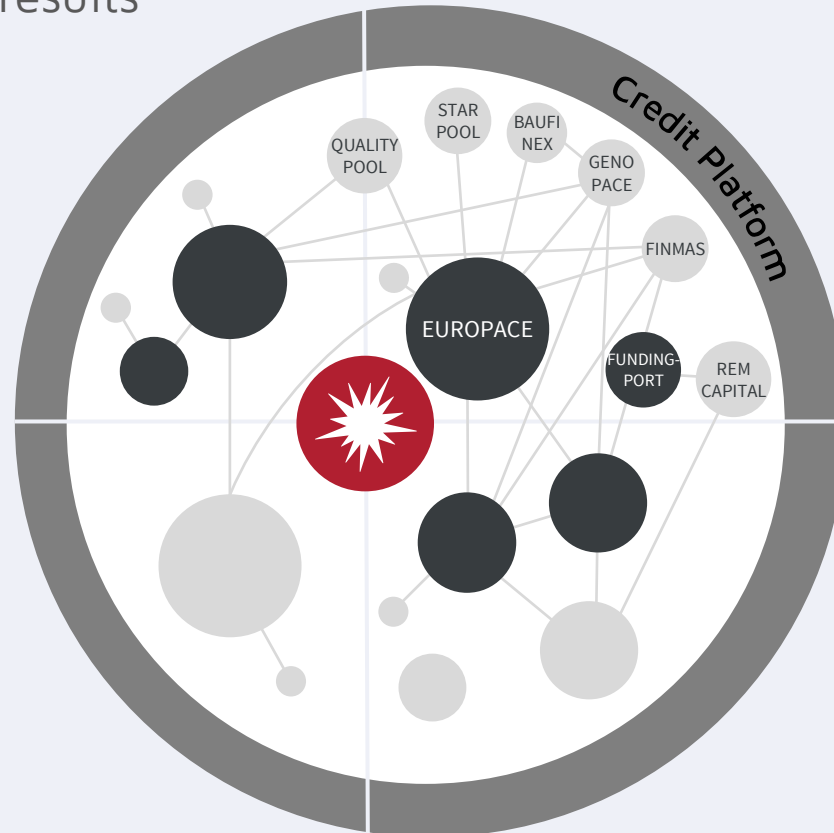 results
Credit Platform
STAR
POOL
BAUFI
NEX
QUALITY
POOL
GENO
PACE
FINMAS
EUROPACE
FUNDING-
PORT
REM
CAPITAL